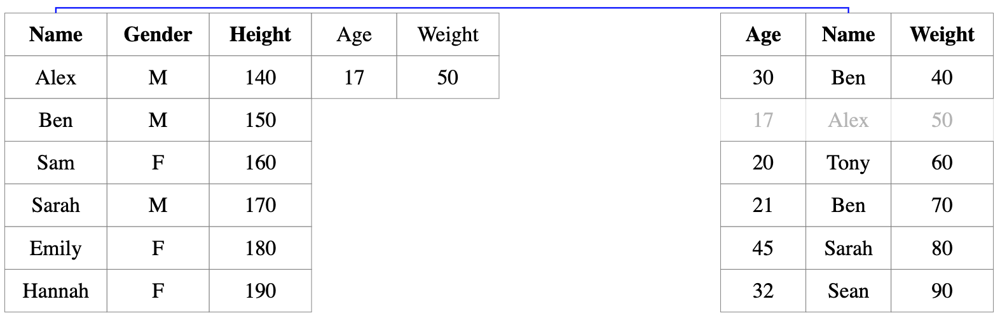 Name Gender Height Age Weight Age Name Weight
Alex M 140 17 50 30 Ben 40
Ben M 150 17 Alex 50
Sam F 160 20 Tony 60
Sarah M 170 21 Ben 70
Emily F 180 45 Sarah 80
Hannah F 190 32 Sean 90